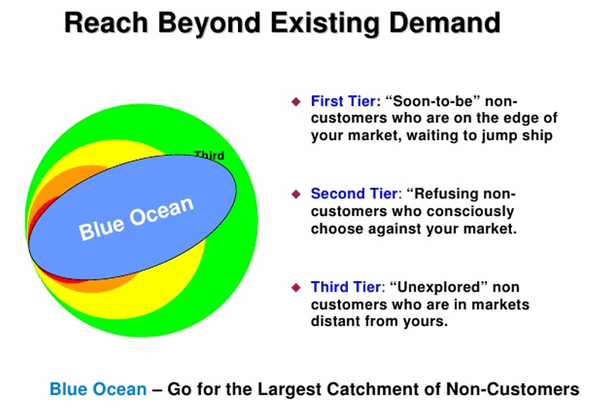 Reach Beyond Existing Demand
Third
Blue Ocean
First Tier: “Soon-to-be” non-
customers who are on the edge of
your market, waiting to jump ship
Second Tier: “Refusing non-
customers who consciously
choose against your market.
Third Tier: “Unexplored” non
customers who are in markets
distant from yours.
Blue Ocean – Go for the Largest Catchment of Non-Customers